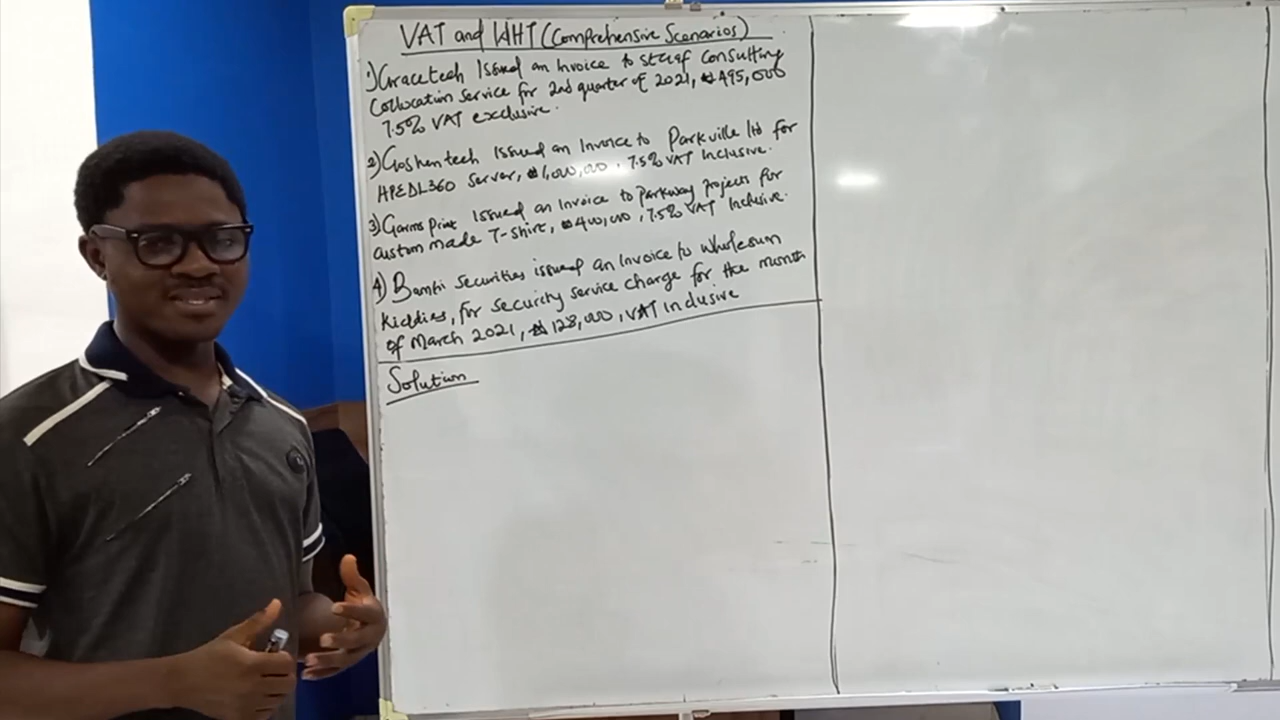 VAT and WHT (Comprehensive Scenarios)
1) Gracetech Issued an Invoice to Consulting
Collocation Service for 2nd quarter of 2021, ₦495,000
7.5% VAT exclusive.
2) Goshentech Issued an Invoice to Parkville ltd for
HPEDL360 Server, ₦1,000,000, 7.5% VAT Inclusive.
3) Print Issued an Invoice to Parkway Projects for
custom made T-shirt, ₦400,000, 7.5% VAT Inclusive.
4) Securities issued an Invoice to Wholesum
Kiddies, for security service charge for the month
of March 2021, ₦128,000, VAT inclusive
Solution